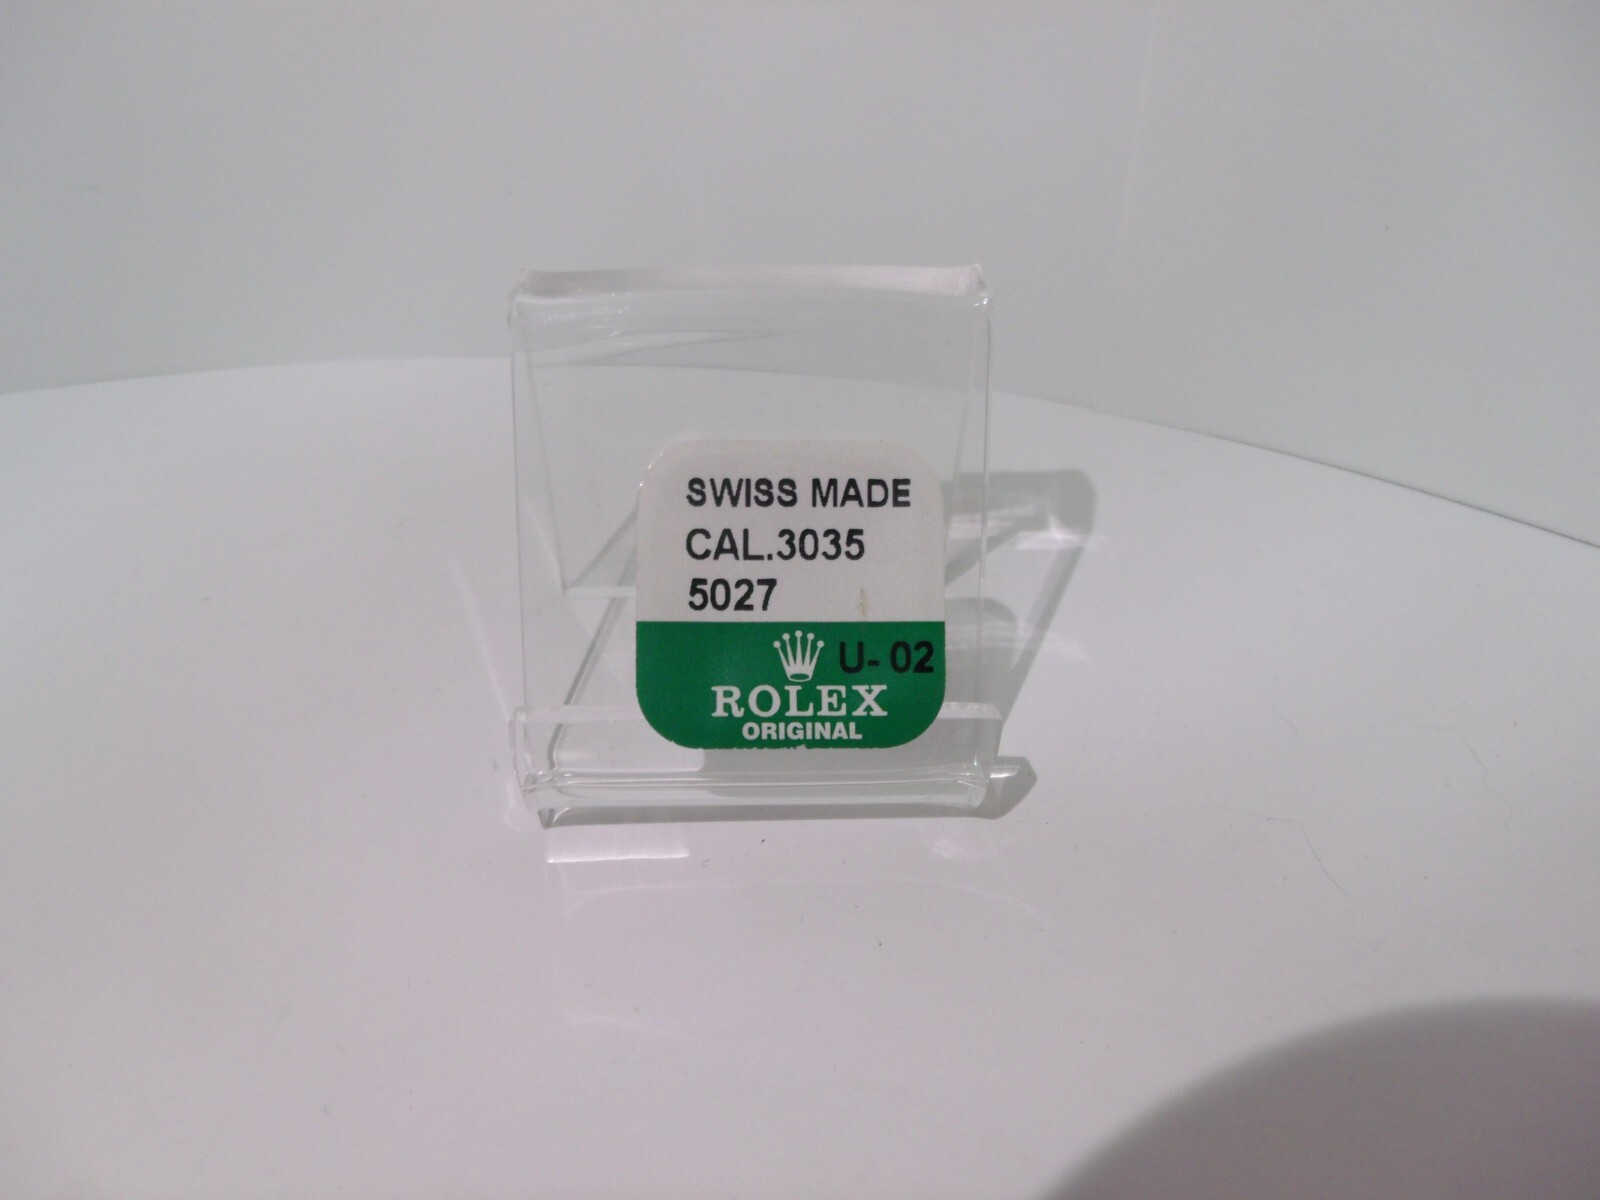 SWISS MADE
CAL.3035
5027
U- 02
ROLEX
ORIGINAL